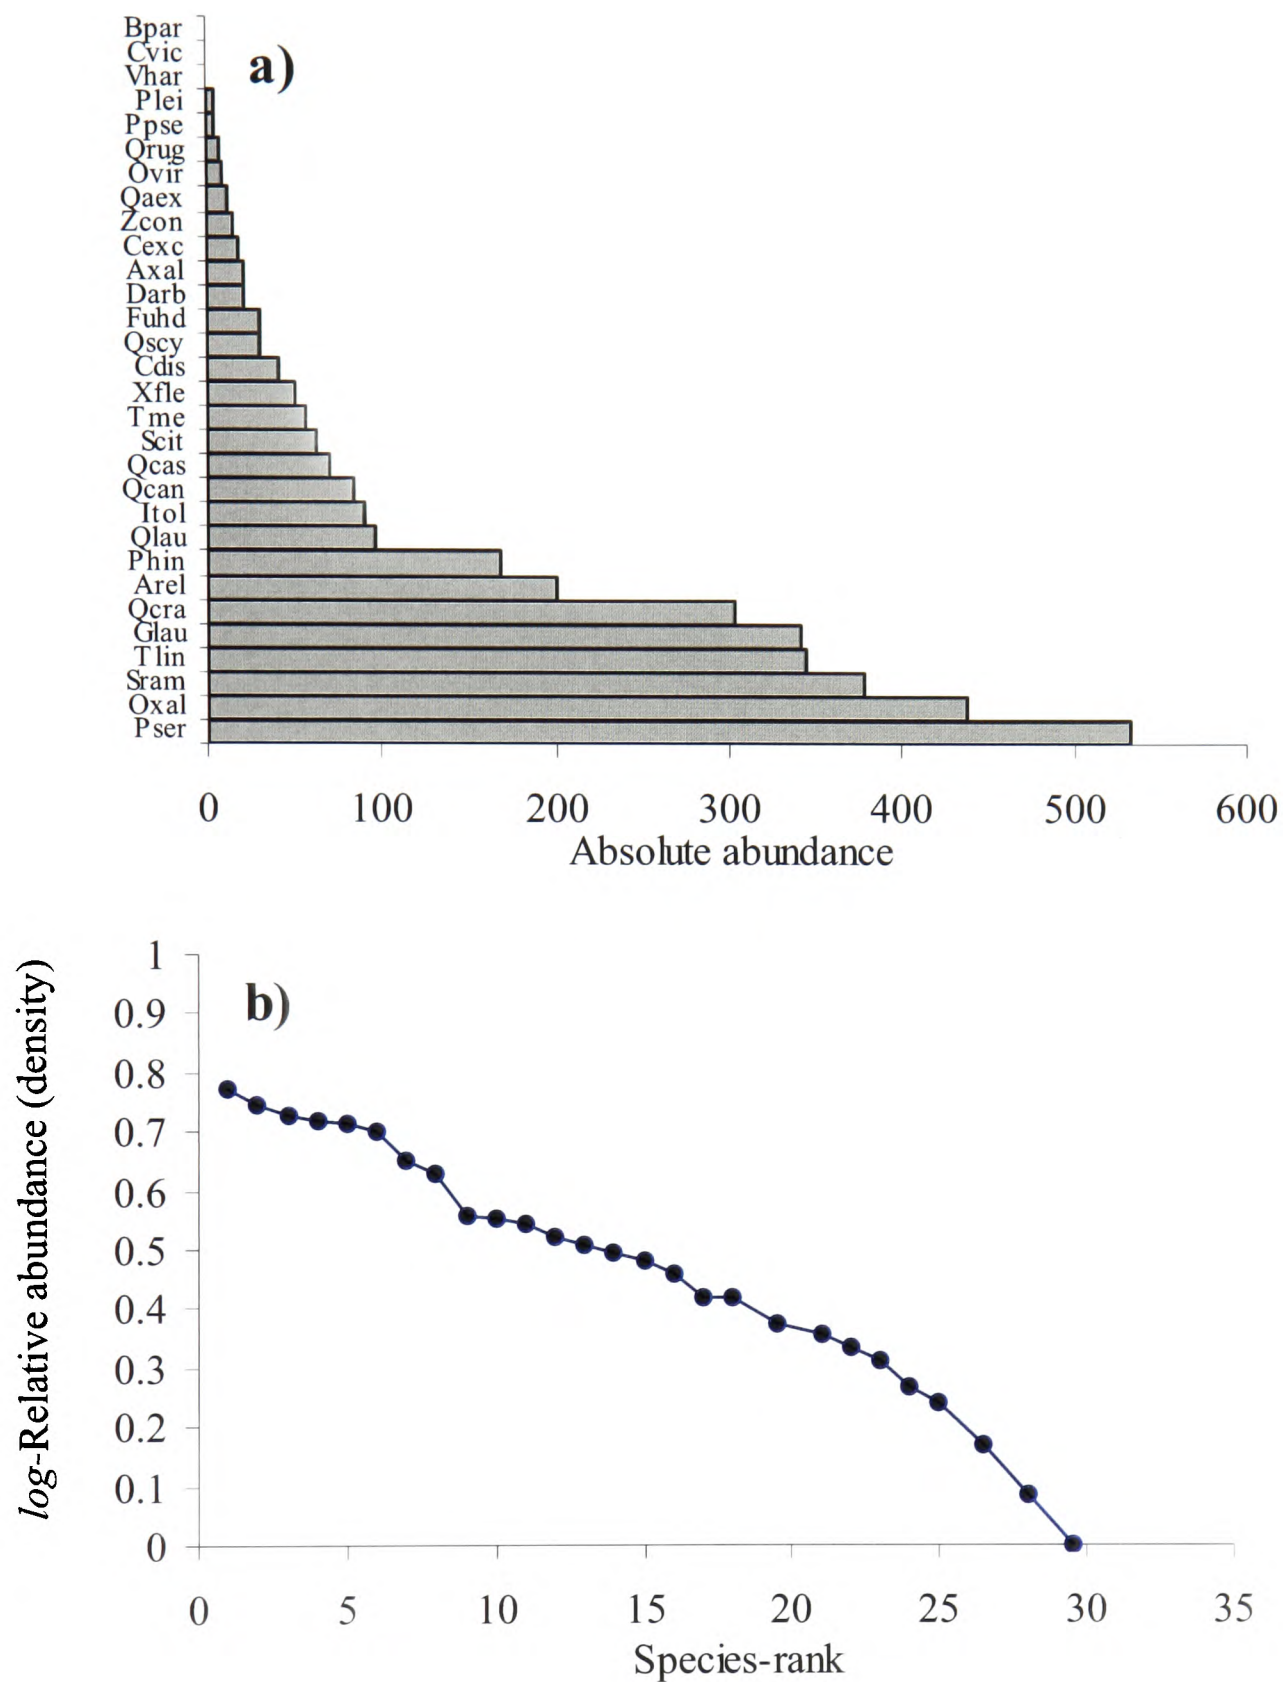 Bpar
Cvic
Vhar
a)
Plei
Ppse
Qrug
Ovir
Qaex
Zcon
Cexc
Axal
Darb
Fuhd
Qscy
Cdis
Xfle
Tme
Scit
Qcas
Qcan
Itol
Qlau
Phin
Arel
Qcra
Glau
Tlin
Sram
Oxal
Pser
0 100 200 300 400 500 600
Absolute abundance
b)
log-Relative abundance (density)
1
0.9
0.8
0.7
0.6
0.5
0.4
0.3
0.2
0.1
0
0 5 10 15 20 25 30 35
Species-rank